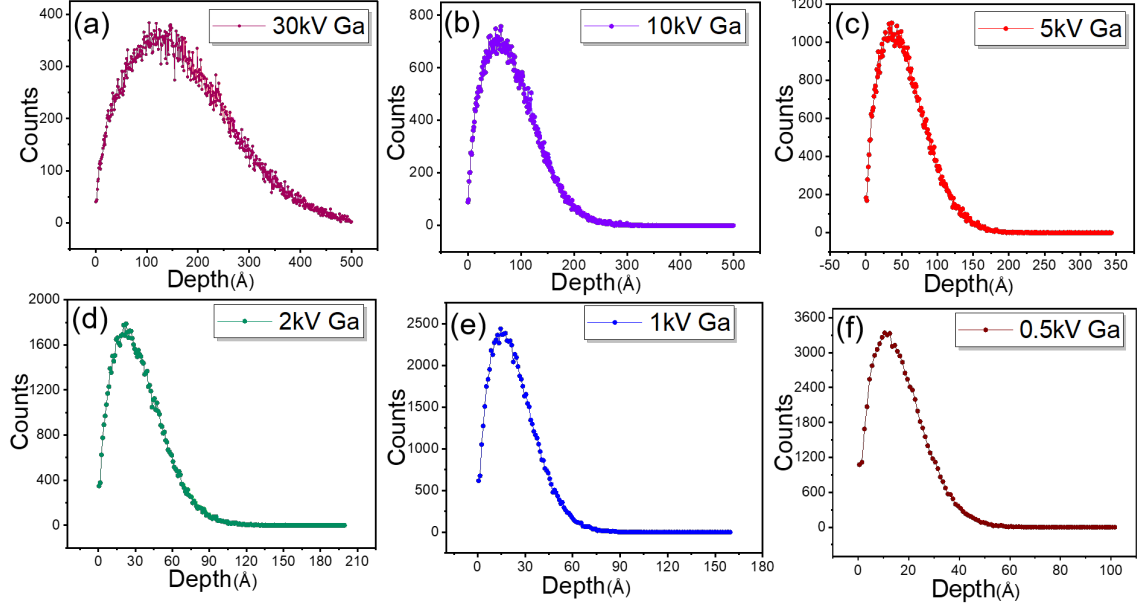 (a)
30kV Ga
400
300
200
100
0
Counts
0 100 200 300 400 500
Depth(Å)
(b)
10kV Ga
800
600
400
200
0
Counts
0 100 200 300 400 500
Depth(Å)
(c)
5kV Ga
1200
1000
800
600
400
200
0
Counts
-50 0 50 100 150 200 250 300 350
Depth(Å)
(d)
2kV Ga
2000
1600
1200
800
400
0
Counts
0 30 60 90 120 150 180 210
Depth(Å)
(e)
1kV Ga
2500
2000
1500
1000
500
0
Counts
0 30 60 90 120 150 180
Depth(Å)
(f)
0.5kV Ga
3600
3000
2400
1800
1200
600
0
Counts
0 20 40 60 80 100
Depth(Å)